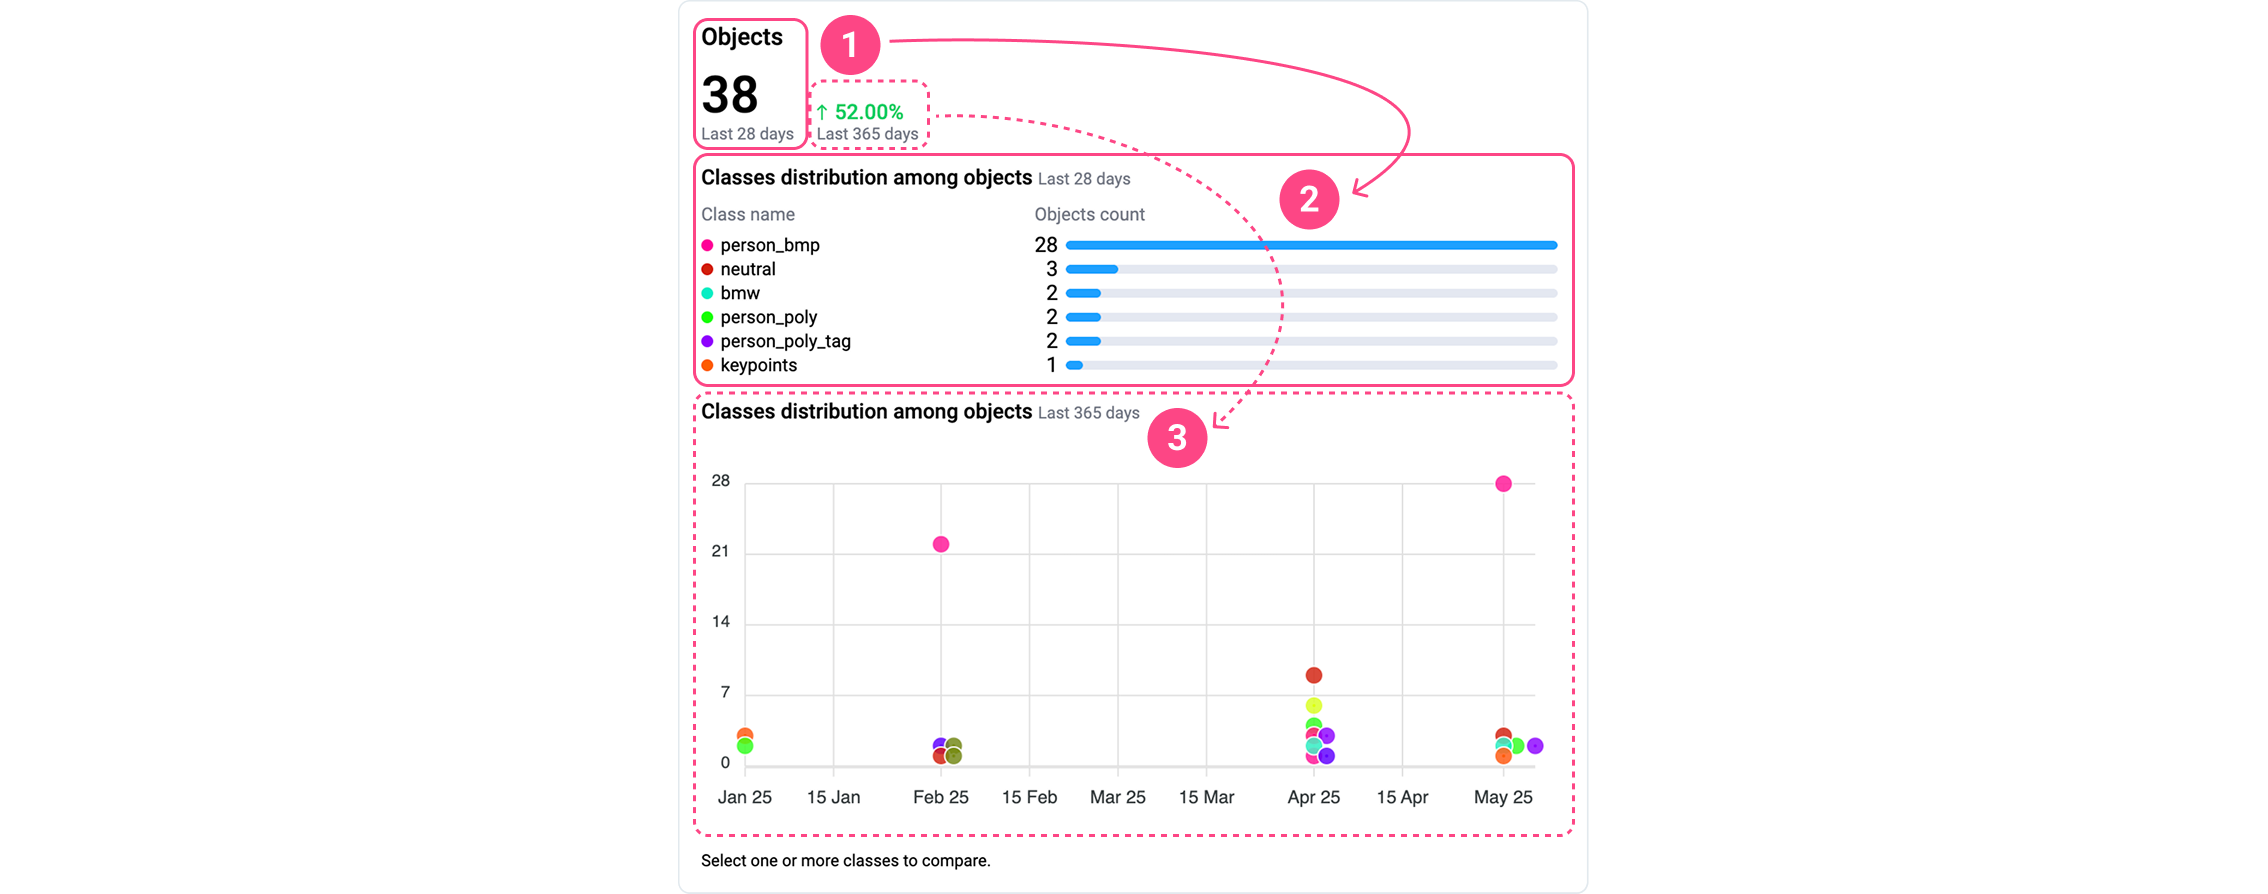 Objects
1
38
↑ 52.00%
Last 28 days
Last 365 days
Classes distribution among objects Last 28 days
2
Class name Objects count
person_bmp 28
neutral 3
bmw 2
person_poly 2
person_poly_tag 2
keypoints 1
Classes distribution among objects Last 365 days
3
28
21
14
7
0
Jan 25 15 Jan Feb 25 15 Feb Mar 25 15 Mar Apr 25 15 Apr May 25
Select one or more classes to compare.